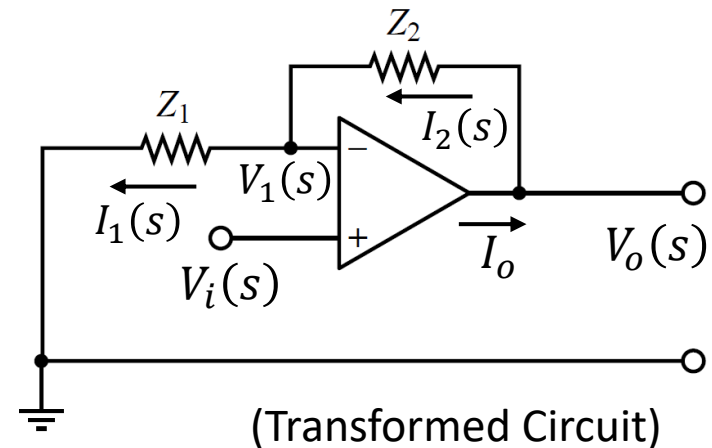 Z₂
Z₁
I₂(s)
−
V₁(s)
I₁(s)
+
Vᵢ(s)
Iₒ
Vₒ(s)
(Transformed Circuit)